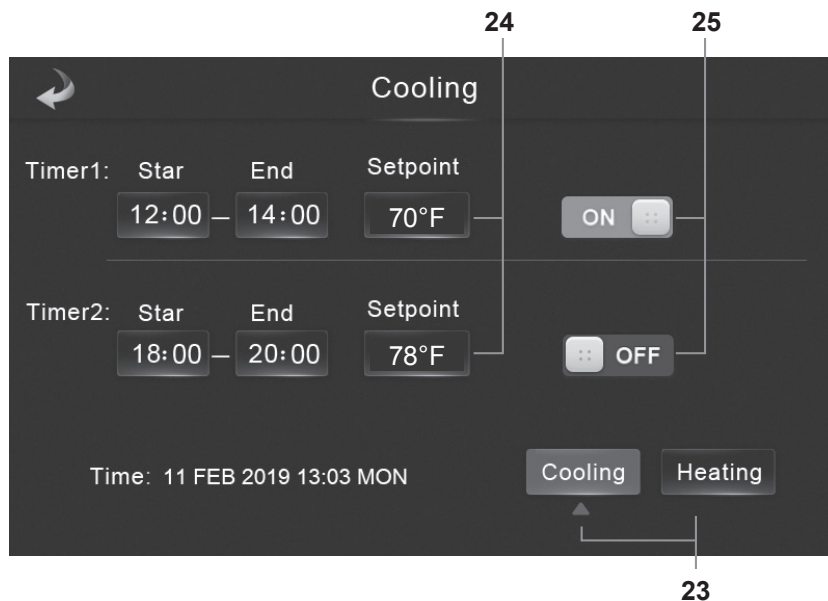 24 25
Cooling
Timer1: Star End Setpoint
12:00 – 14:00 70°F ON
Timer2: Star End Setpoint
18:00 – 20:00 78°F OFF
Time: 11 FEB 2019 13:03 MON Cooling Heating
23